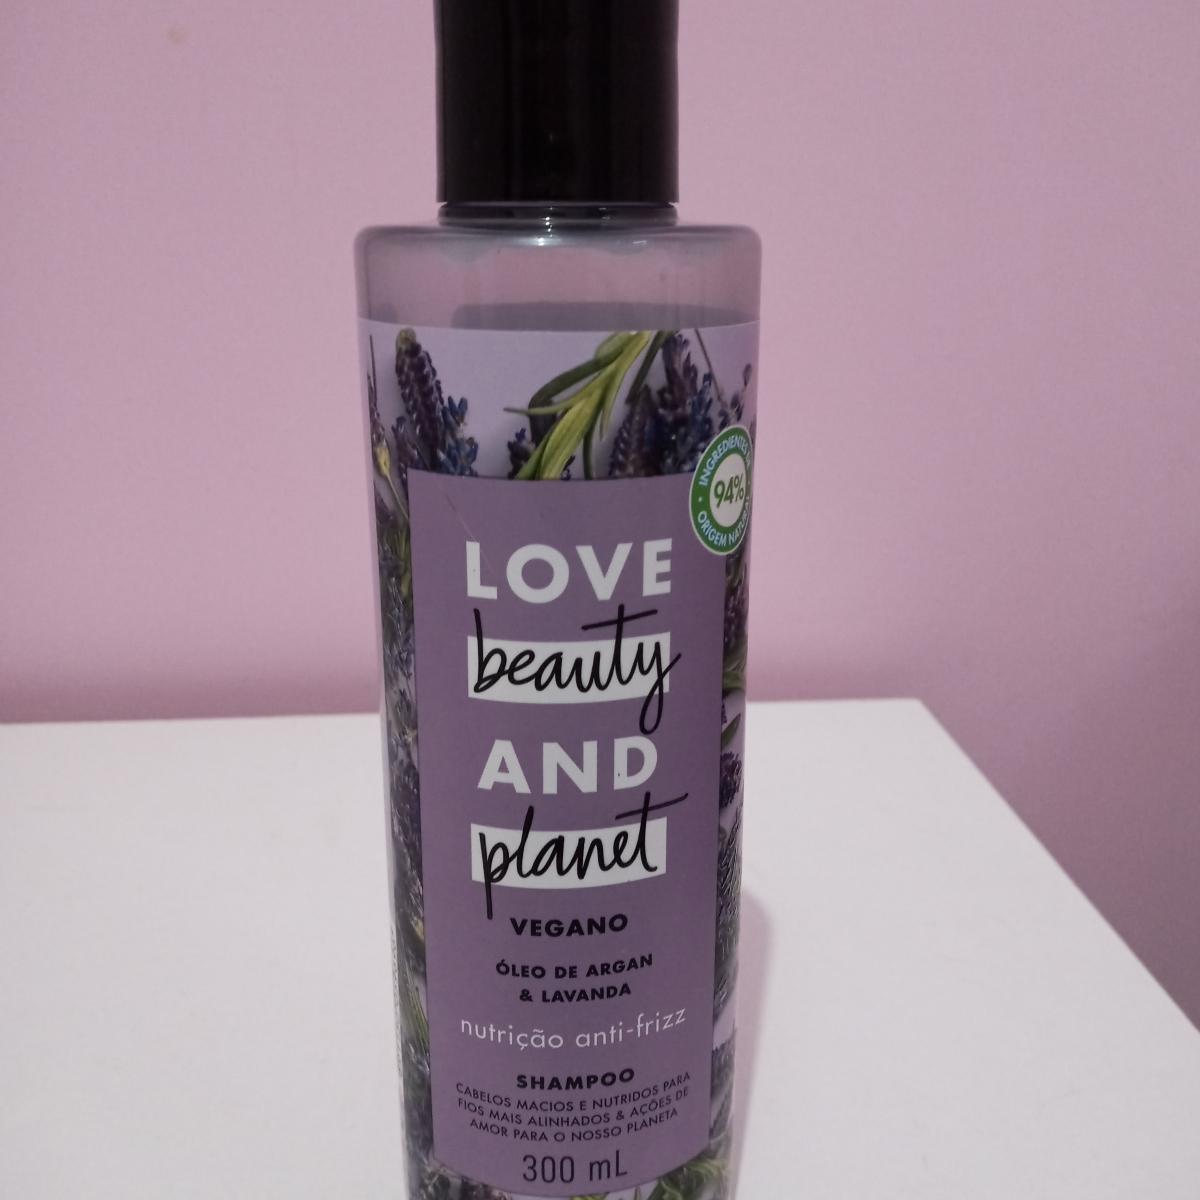 INGREDIENTES DE
94%
ORIGEM NATURAL
LOVE
beauty
AND
planet
VEGANO
ÓLEO DE ARGAN
& LAVANDA
nutrição anti-frizz
SHAMPOO
CABELOS MACIOS E NUTRIDOS PARA
FIOS MAIS ALINHADOS & AÇÕES DE
AMOR PARA O NOSSO PLANETA
300 mL